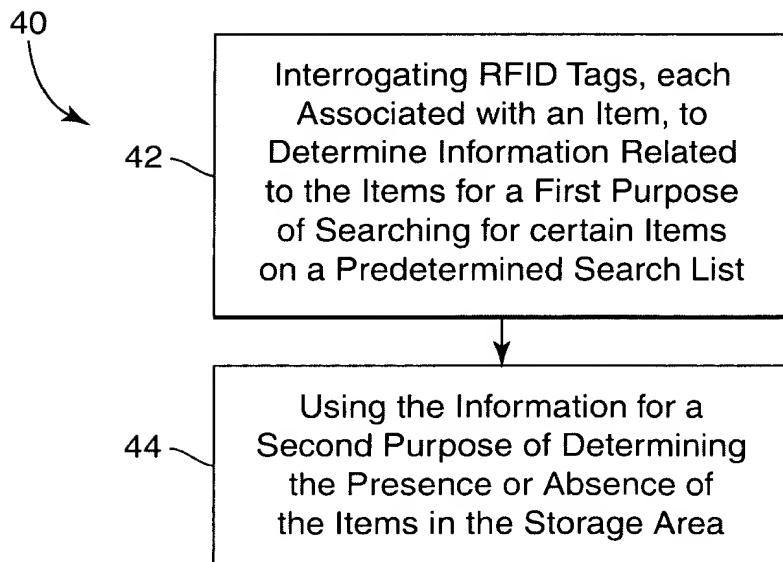 40
42
Interrogating RFID Tags, each
Associated with an Item, to
Determine Information Related
to the Items for a First Purpose
of Searching for certain Items
on a Predetermined Search List
44
Using the Information for a
Second Purpose of Determining
the Presence or Absence of
the Items in the Storage Area